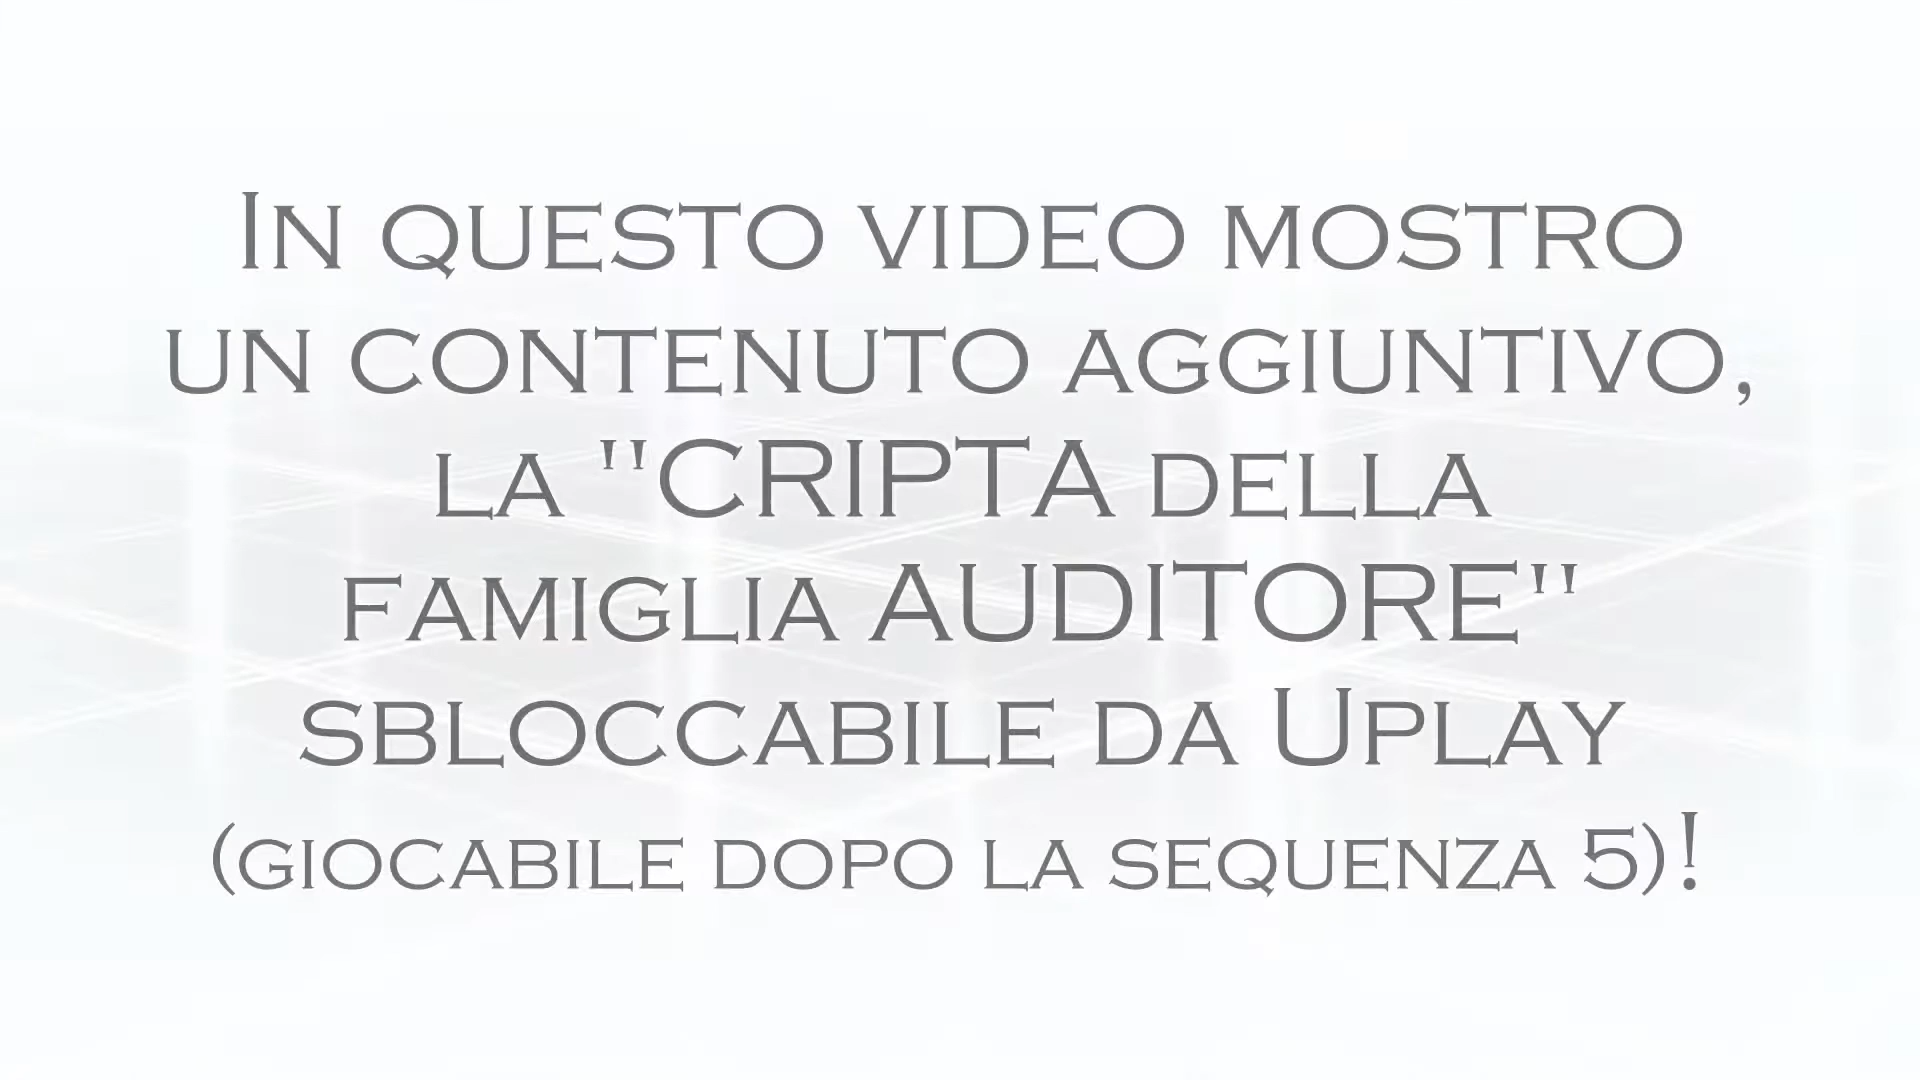 In questo video mostro
un contenuto aggiuntivo,
la "CRIPTA della
famiglia AUDITORE"
sbloccabile da Uplay
(giocabile dopo la sequenza 5)!